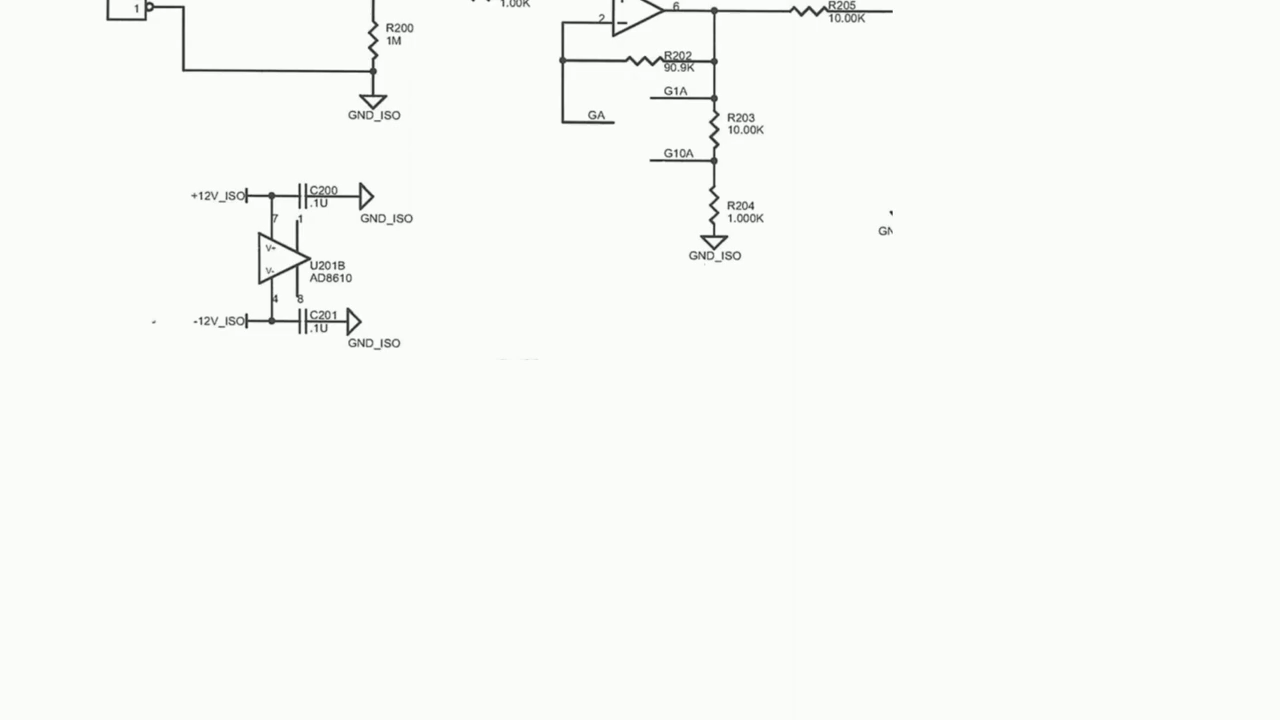 1
R200
1M
GND_ISO
1.00K
2
6
R205
10.00K
R202
90.9K
G1A
GA
R203
10.00K
G10A
R204
1.000K
GND_ISO
+12V_ISO
C200
.1U
GND_ISO
7
1
V+
V-
U201B
AD8610
4
8
-12V_ISO
C201
.1U
GND_ISO